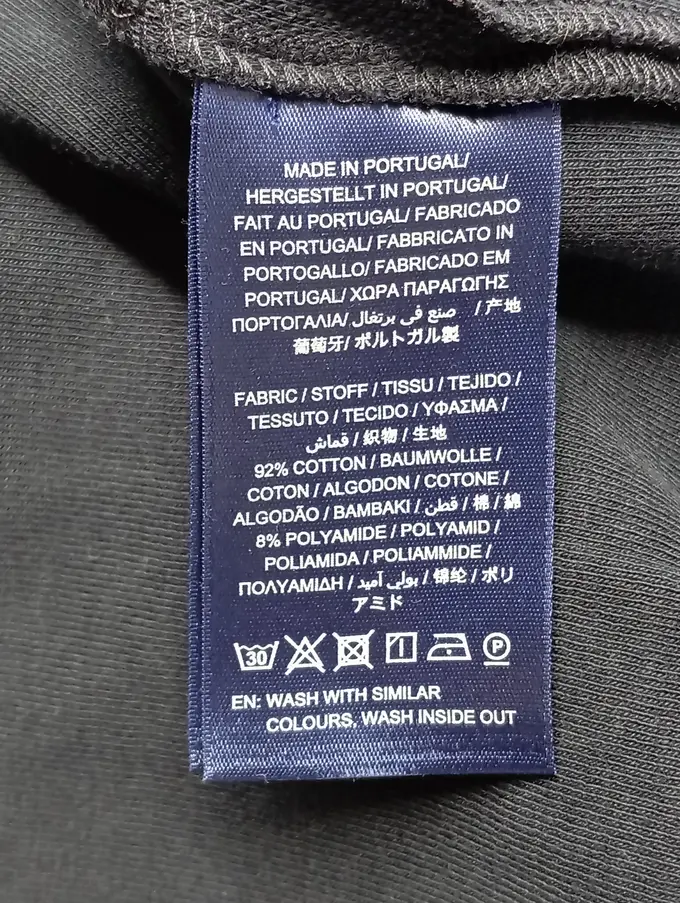 MADE IN PORTUGAL/
HERGESTELLT IN PORTUGAL/
FAIT AU PORTUGAL/ FABRICADO
EN PORTUGAL/ FABBRICATO IN
PORTOGALLO/ FABRICADO EM
PORTUGAL/ ΧΩΡΑ ΠΑΡΑΓΩΓΗΣ
ΠΟΡΤΟΓΑΛΙΑ/ صنع في برتغال / 产地
葡萄牙/ ポルトガル製
FABRIC / STOFF / TISSU / TEJIDO /
TESSUTO / TECIDO / ΥΦΑΣΜΑ /
قماش / 织物 / 生地
92% COTTON / BAUMWOLLE /
COTON / ALGODON / COTONE /
ALGODÃO / BAMBAKI / قطن / 棉 / 綿
8% POLYAMIDE / POLYAMID /
POLIAMIDA / POLIAMMIDE /
ΠΟΛΥΑΜΙΔΗ / بولي آميد / 锦纶 / ポリ
アミド
30 P
EN: WASH WITH SIMILAR
COLOURS, WASH INSIDE OUT